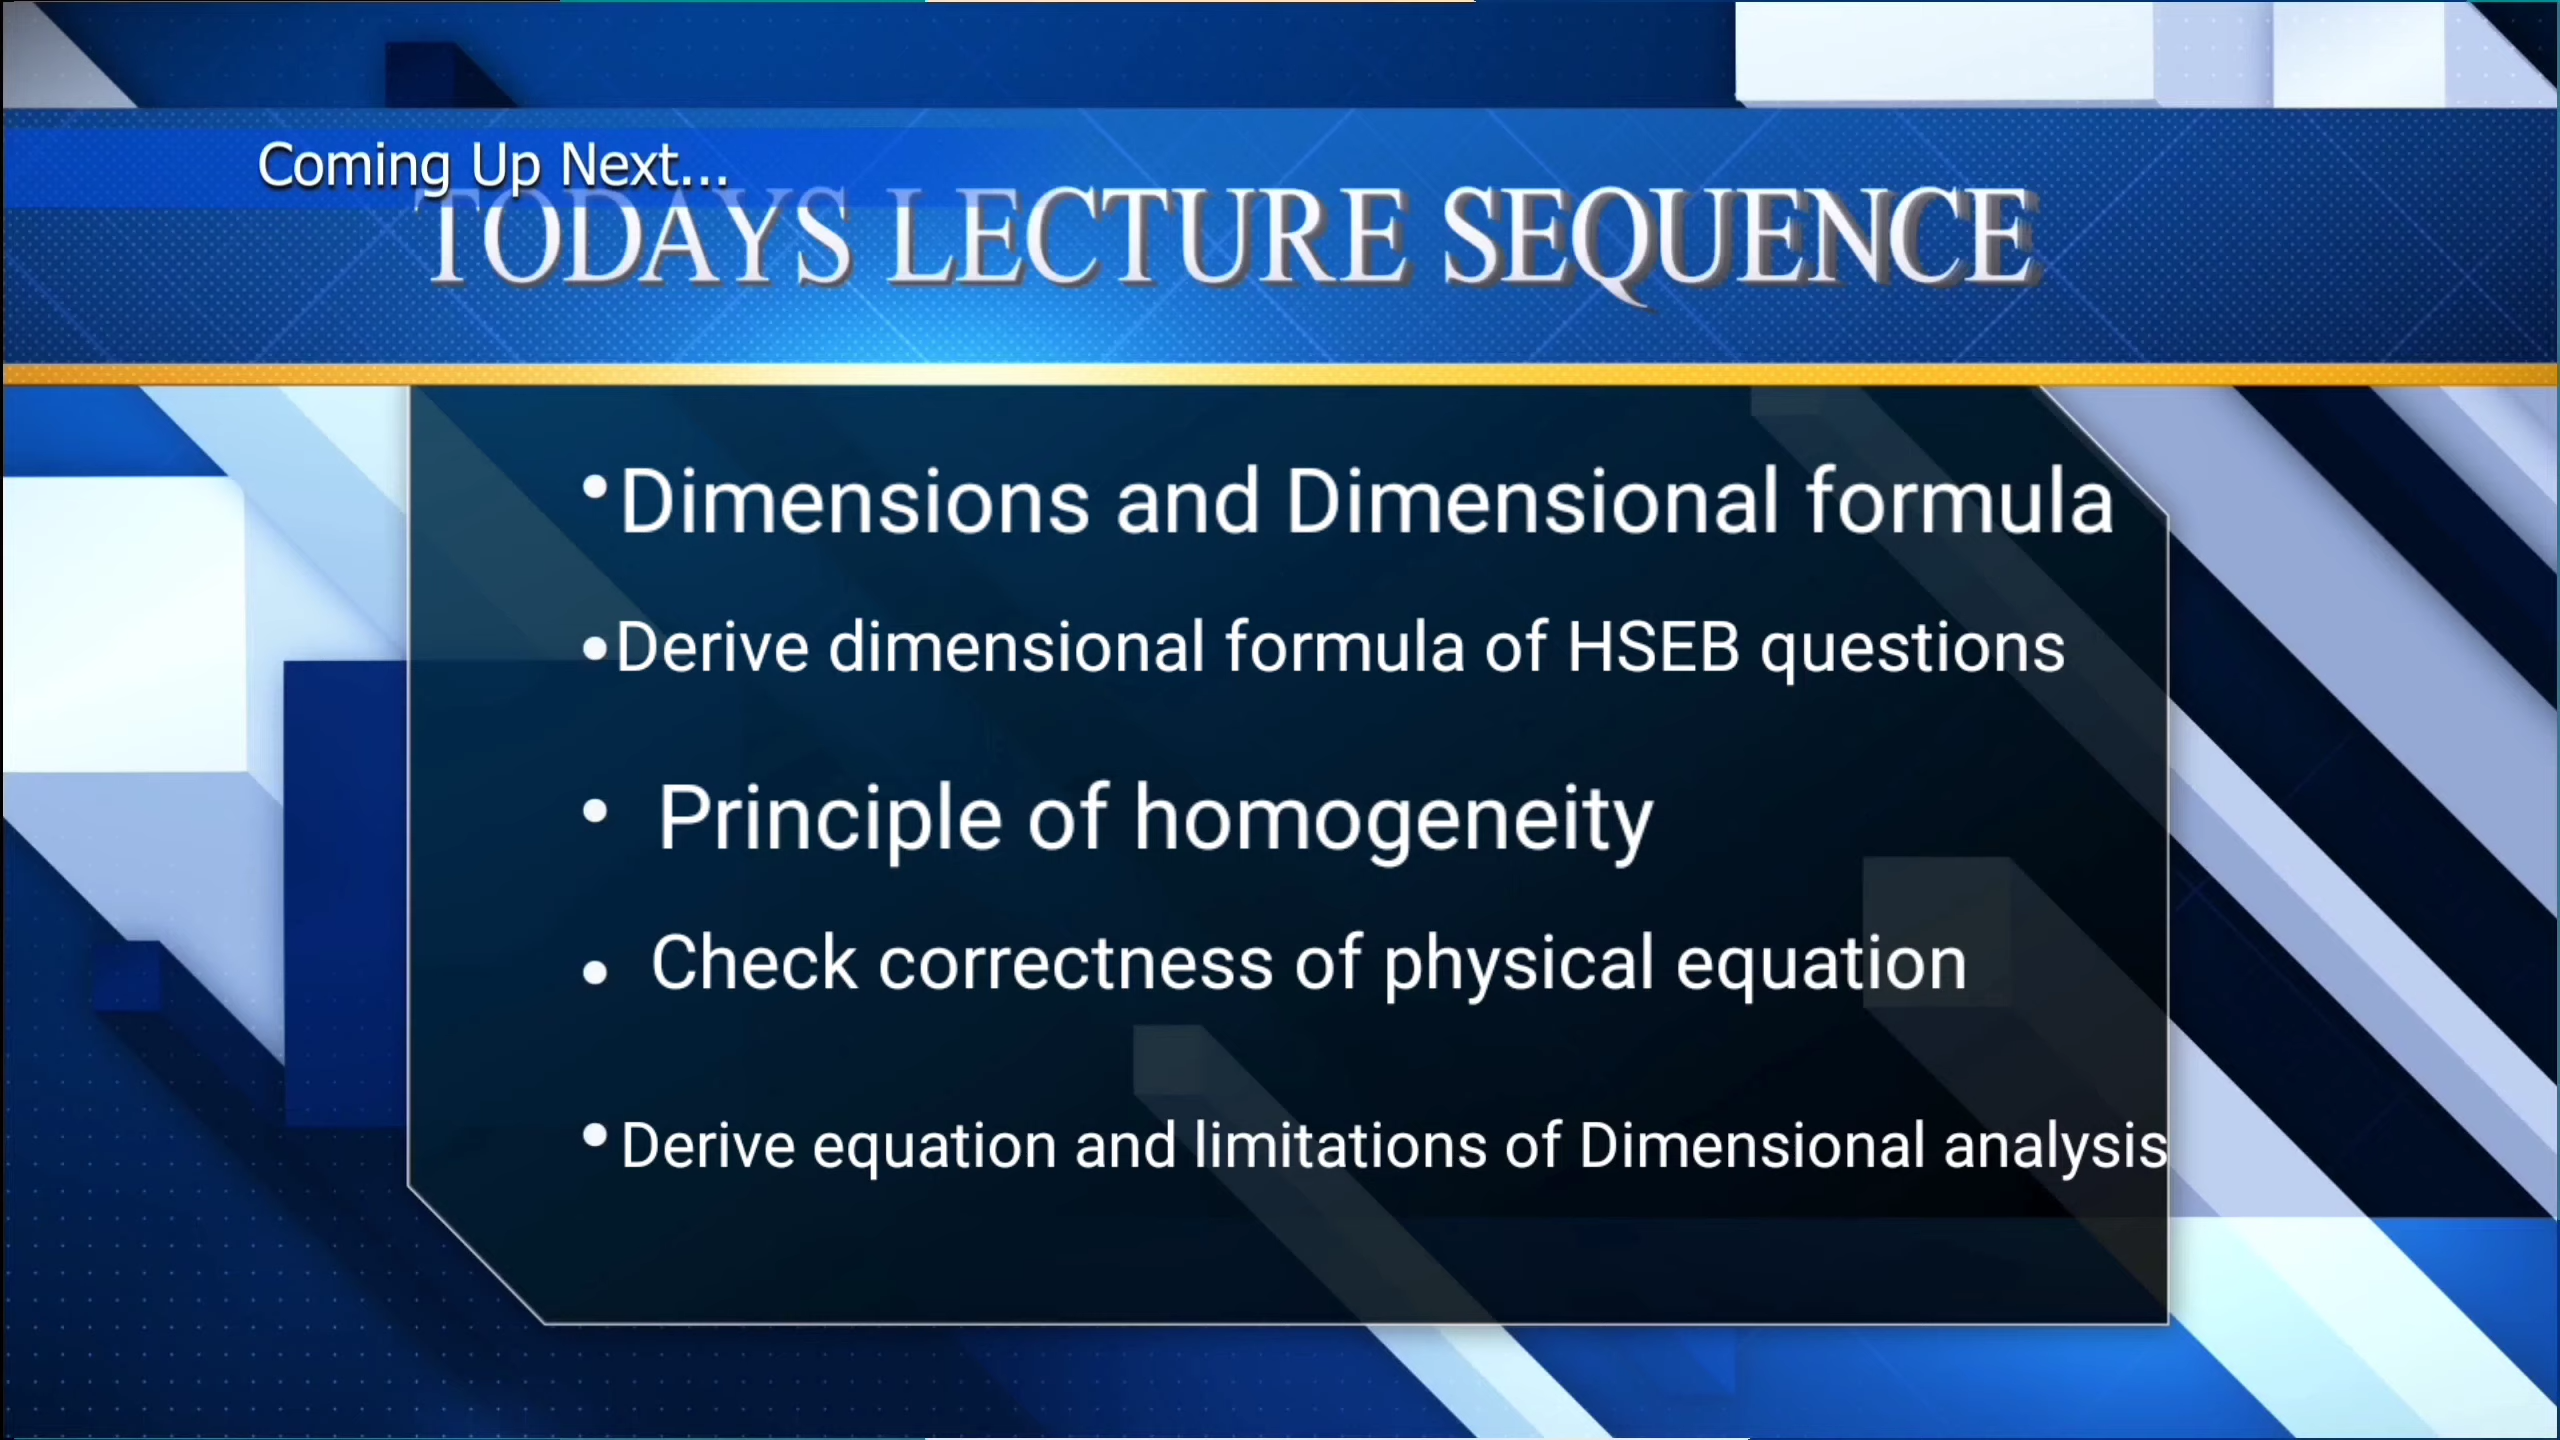 Coming Up Next...
TODAYS LECTURE SEQUENCE
• Dimensions and Dimensional formula
• Derive dimensional formula of HSEB questions
• Principle of homogeneity
• Check correctness of physical equation
• Derive equation and limitations of Dimensional analysis